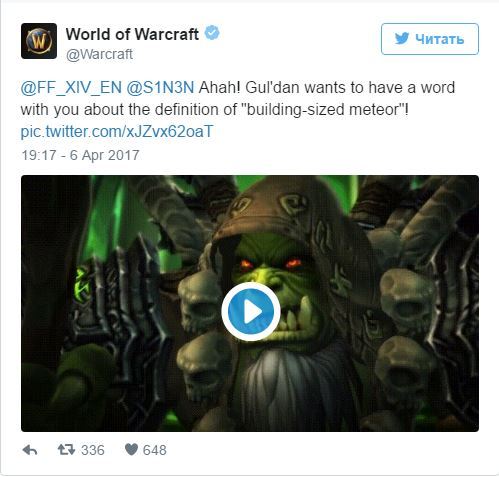 World of Warcraft
@Warcraft
Читать
@FF_XIV_EN @S1N3N Ahah! Gul'dan wants to have a word
with you about the definition of "building-sized meteor"!
pic.twitter.com/xJZvx62oaT
19:17 - 6 Apr 2017
336 648